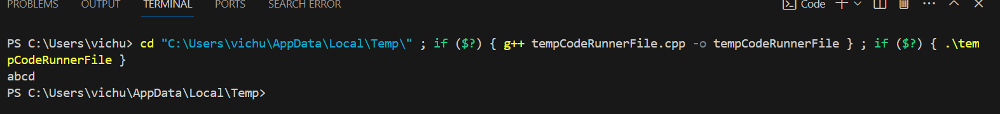 PROBLEMS OUTPUT TERMINAL PORTS SEARCH ERROR Code
PS C:\Users\vichu> cd "C:\Users\vichu\AppData\Local\Temp\" ; if ($?) { g++ tempCodeRunnerFile.cpp -o tempCodeRunnerFile } ; if ($?) { .\tem
pCodeRunnerFile }
abcd
PS C:\Users\vichu\AppData\Local\Temp>